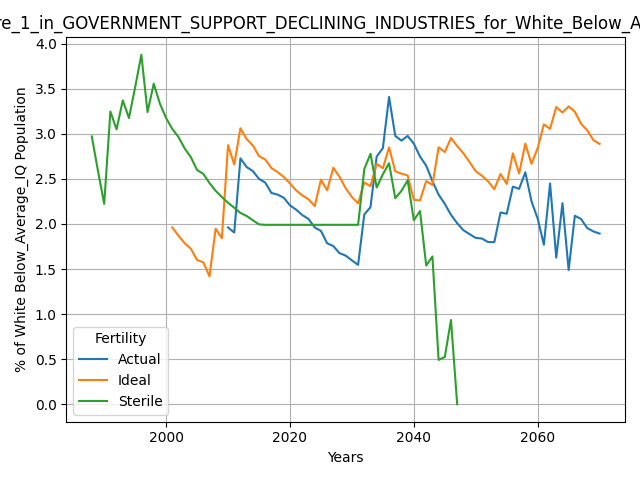 re_1_in_GOVERNMENT_SUPPORT_DECLINING_INDUSTRIES_for_White_Below_A
% of White Below_Average_IQ Population
4.0
3.5
3.0
2.5
2.0
1.5
1.0
0.5
0.0
Fertility
Actual
Ideal
Sterile
2000
2020
2040
2060
Years